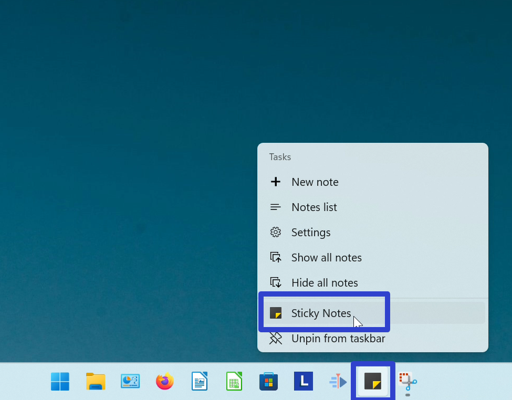 Tasks
New note
Notes list
Settings
Show all notes
Hide all notes
Sticky Notes
Unpin from taskbar
L